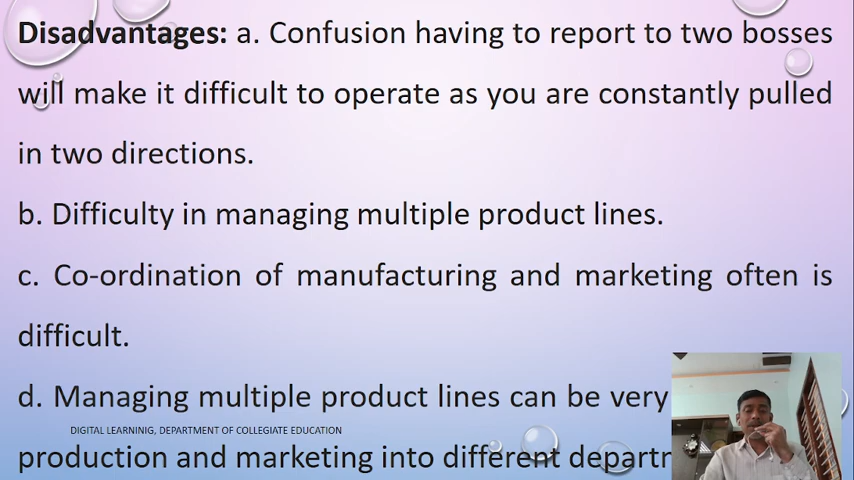 Disadvantages: a. Confusion having to report to two bosses
will make it difficult to operate as you are constantly pulled
in two directions.
b. Difficulty in managing multiple product lines.
c. Co-ordination of manufacturing and marketing often is
difficult.
d. Managing multiple product lines can be very
DIGITAL LEARNINIG, DEPARTMENT OF COLLEGIATE EDUCATION
production and marketing into different